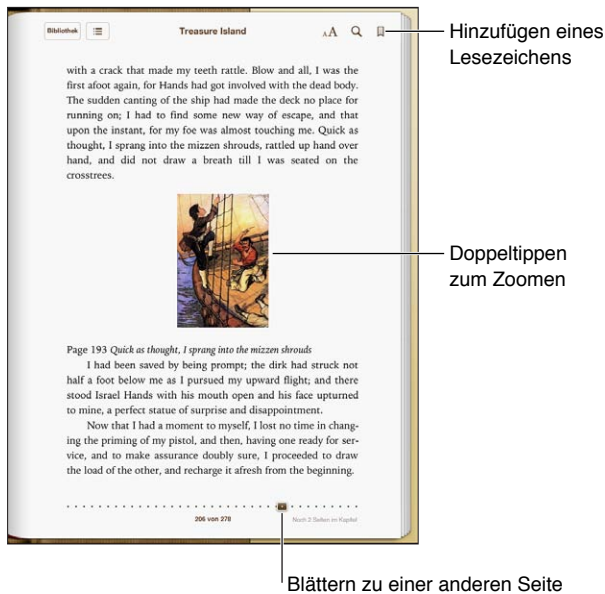 Bibliothek
Treasure Island
AA
Hinzufügen eines
Lesezeichens
with a crack that made my teeth rattle. Blow and all, I was the
first afoot again, for Hands had got involved with the dead body.
The sudden canting of the ship had made the deck no place for
running on; I had to find some new way of escape, and that
upon the instant, for my foe was almost touching me. Quick as
thought, I sprang into the mizzen shrouds, rattled up hand over
hand, and did not draw a breath till I was seated on the
crosstrees.
Doppeltippen
zum Zoomen
Page 193 Quick as thought, I sprang into the mizzen shrouds
I had been saved by being prompt; the dirk had struck not
half a foot below me as I pursued my upward flight; and there
stood Israel Hands with his mouth open and his face upturned
to mine, a perfect statue of surprise and disappointment.
Now that I had a moment to myself, I lost no time in chang-
ing the priming of my pistol, and then, having one ready for ser-
vice, and to make assurance doubly sure, I proceeded to draw
the load of the other, and recharge it afresh from the beginning.
206 von 278
Noch 2 Seiten im Kapitel
Blättern zu einer anderen Seite